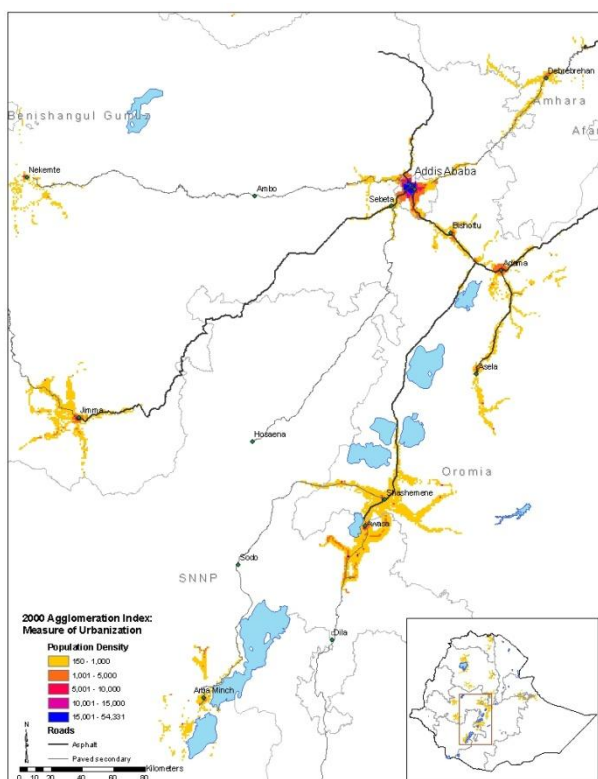 Debrebrehan
Amhara
Afar
Benishangul Gumuz
Nekemte
Ambo
Addis Ababa
Sebeta
Bishoftu
Adama
Asela
Jimma
Hosaena
Oromia
Shashemene
Awasa
Sodo
SNNP
Dila
Arba Minch
2000 Agglomeration Index:
Measure of Urbanization
Population Density
150 - 1,000
1,001 - 5,000
5,001 - 10,000
10,001 - 15,000
15,001 - 54,331
Roads
Asphalt
Paved secondary
Kilometers
0 10 20 40 60 80